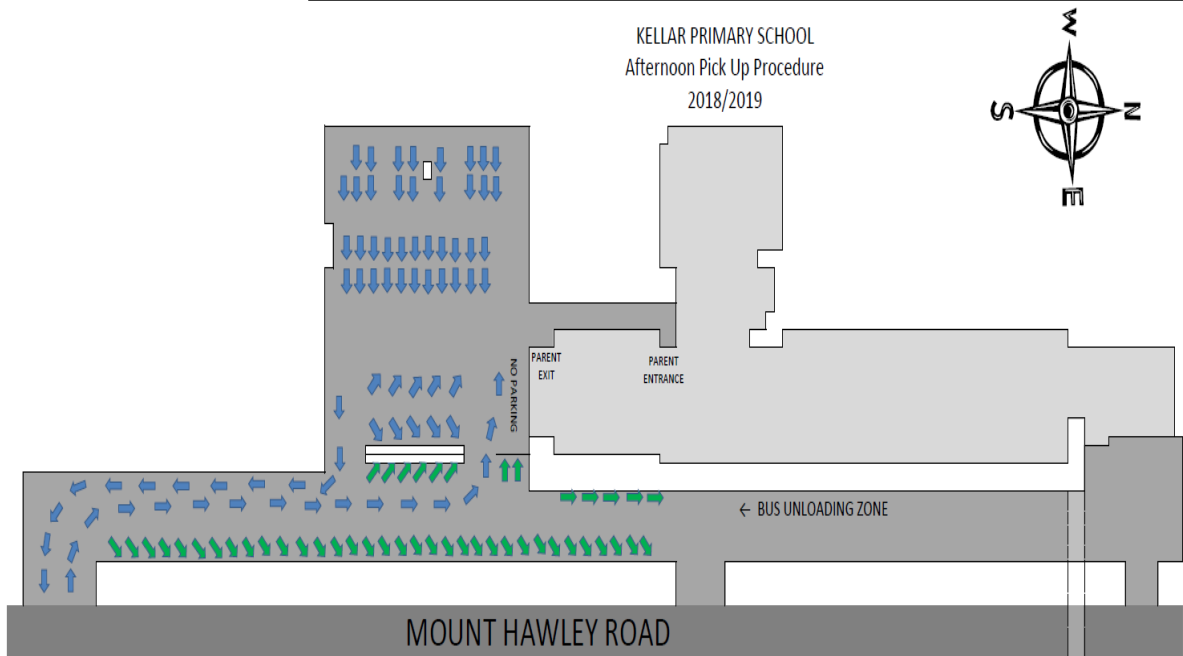 KELLAR PRIMARY SCHOOL
Afternoon Pick Up Procedure
2018/2019
W
S
N
E
NO PARKING
PARENT
EXIT
PARENT
ENTRANCE
← BUS UNLOADING ZONE
MOUNT HAWLEY ROAD